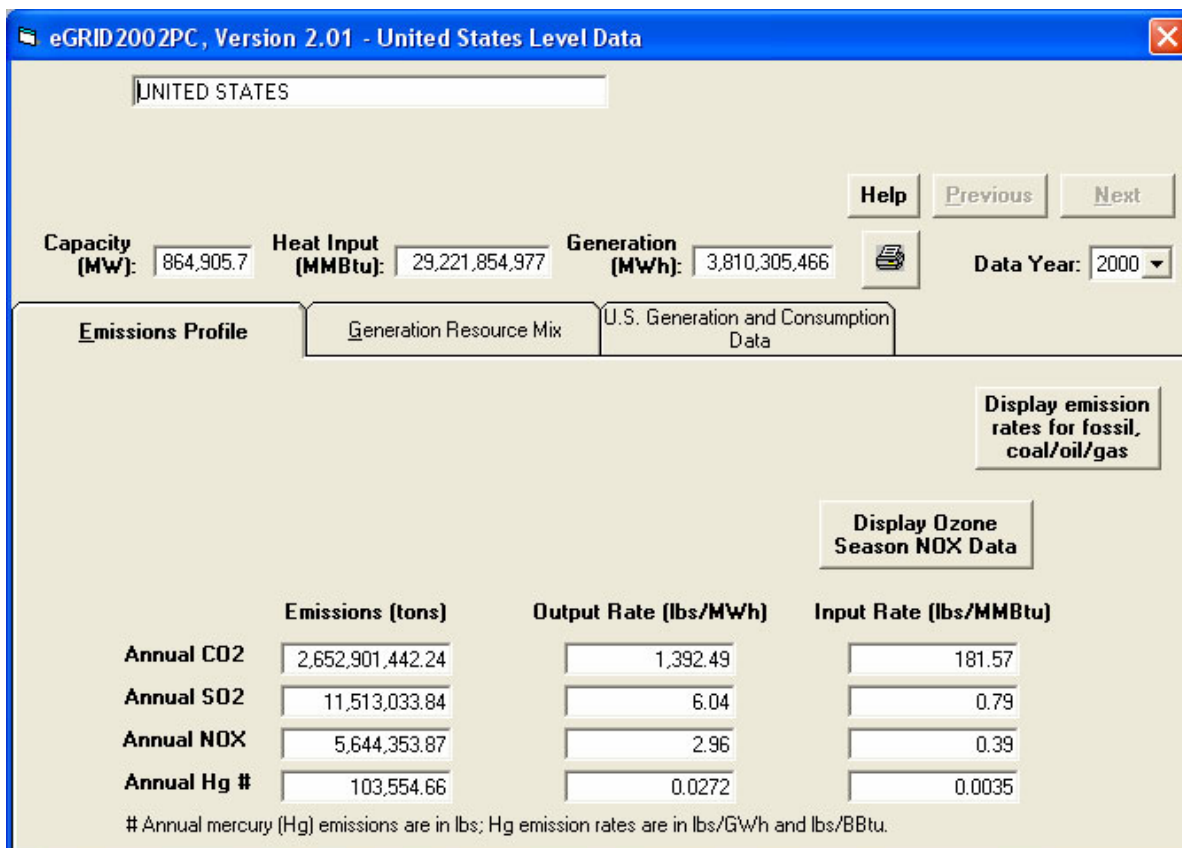 eGRID2002PC, Version 2.01 - United States Level Data
UNITED STATES
Help Previous Next
Capacity (MW): 864,905.7 Heat Input (MMBtu): 29,221,854,977 Generation (MWh): 3,810,305,466 Data Year: 2000
Emissions Profile
Generation Resource Mix
U.S. Generation and Consumption
Data
Display emission
rates for fossil,
coal/oil/gas
Display Ozone
Season NOX Data
Emissions (tons) Output Rate (lbs/MWh) Input Rate (lbs/MMBtu)
Annual CO2 2,652,901,442.24 1,392.49 181.57
Annual SO2 11,513,033.84 6.04 0.79
Annual NOX 5,644,353.87 2.96 0.39
Annual Hg # 103,554.66 0.0272 0.0035
# Annual mercury (Hg) emissions are in lbs; Hg emission rates are in lbs/GWh and lbs/BBtu.